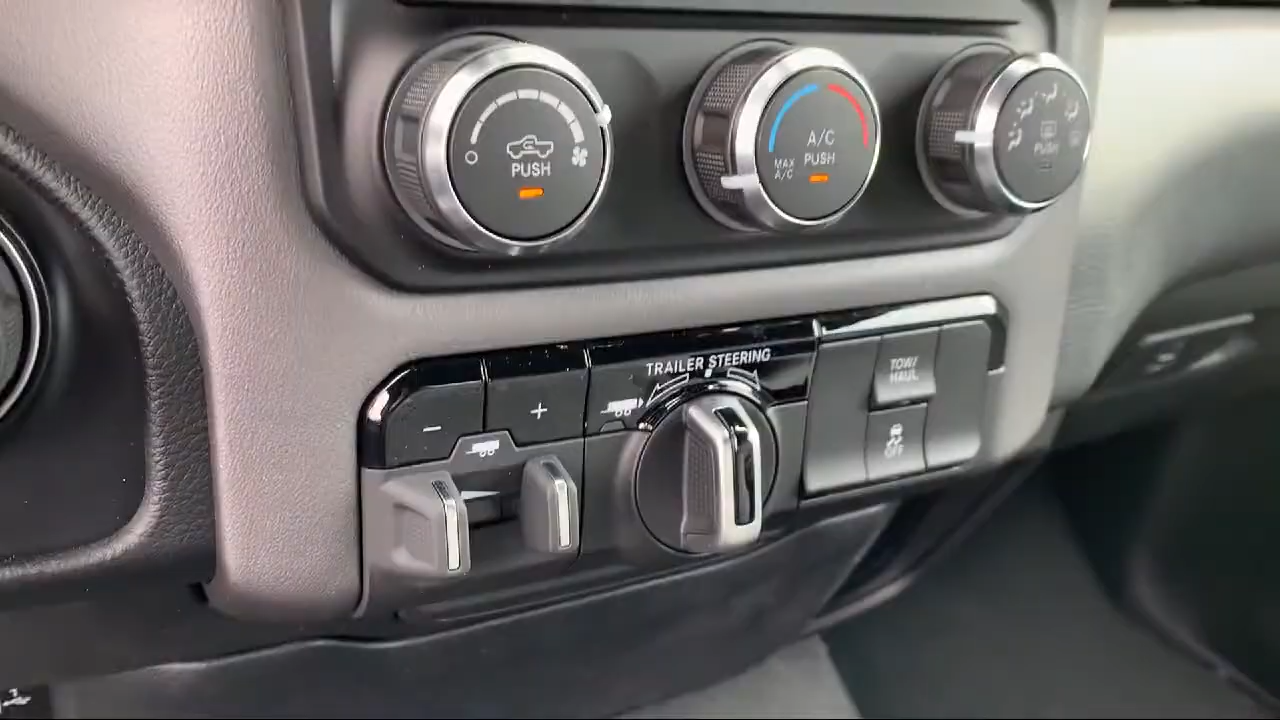 PUSH
A/C
PUSH
MAX
A/C
PUSH
TRAILER STEERING
- +
TOW/
HAUL
OFF